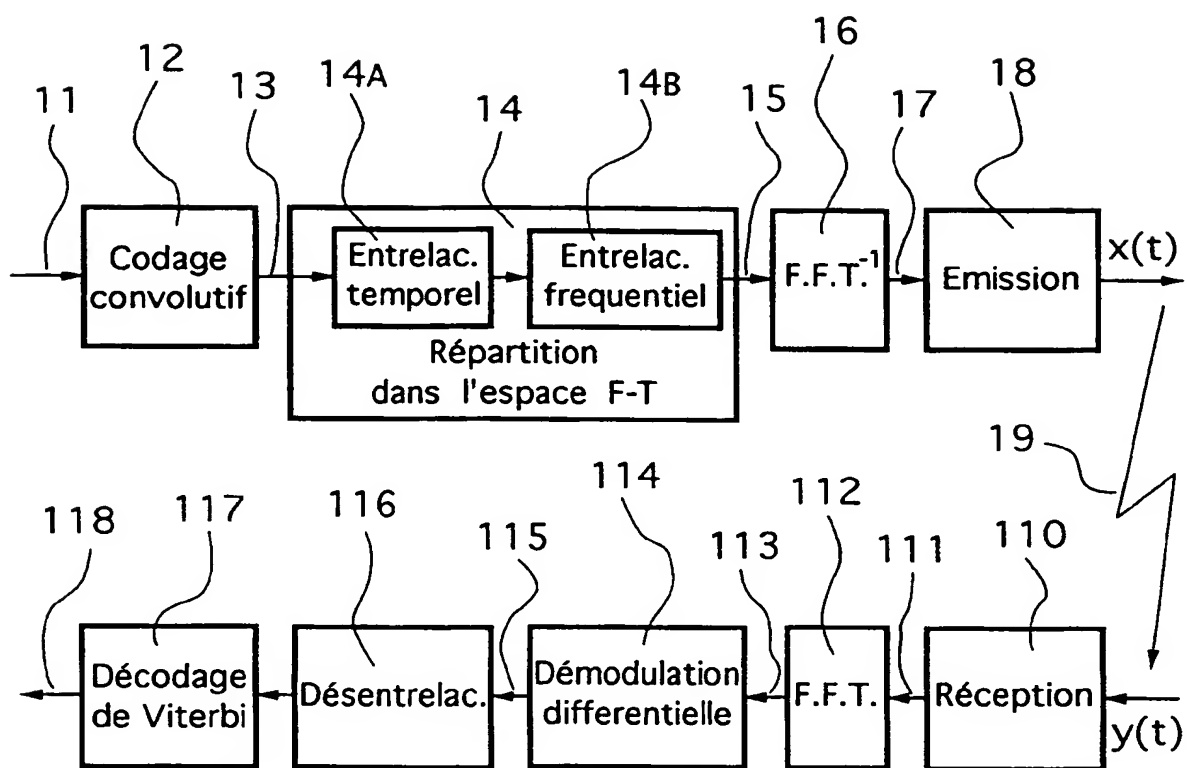 16
12
14A
14B
18
11
13
14
15
17
Codage
convolutif
Entrelac.
temporel
Entrelac.
frequentiel
F.F.T.-1
Emission
x(t)
Répartition
dans l'espace F-T
19
114
112
118
117
116
115
113
111
110
Décodage
de Viterbi
Désentrelac.
Démodulation
differentielle
F.F.T.
Réception
y(t)